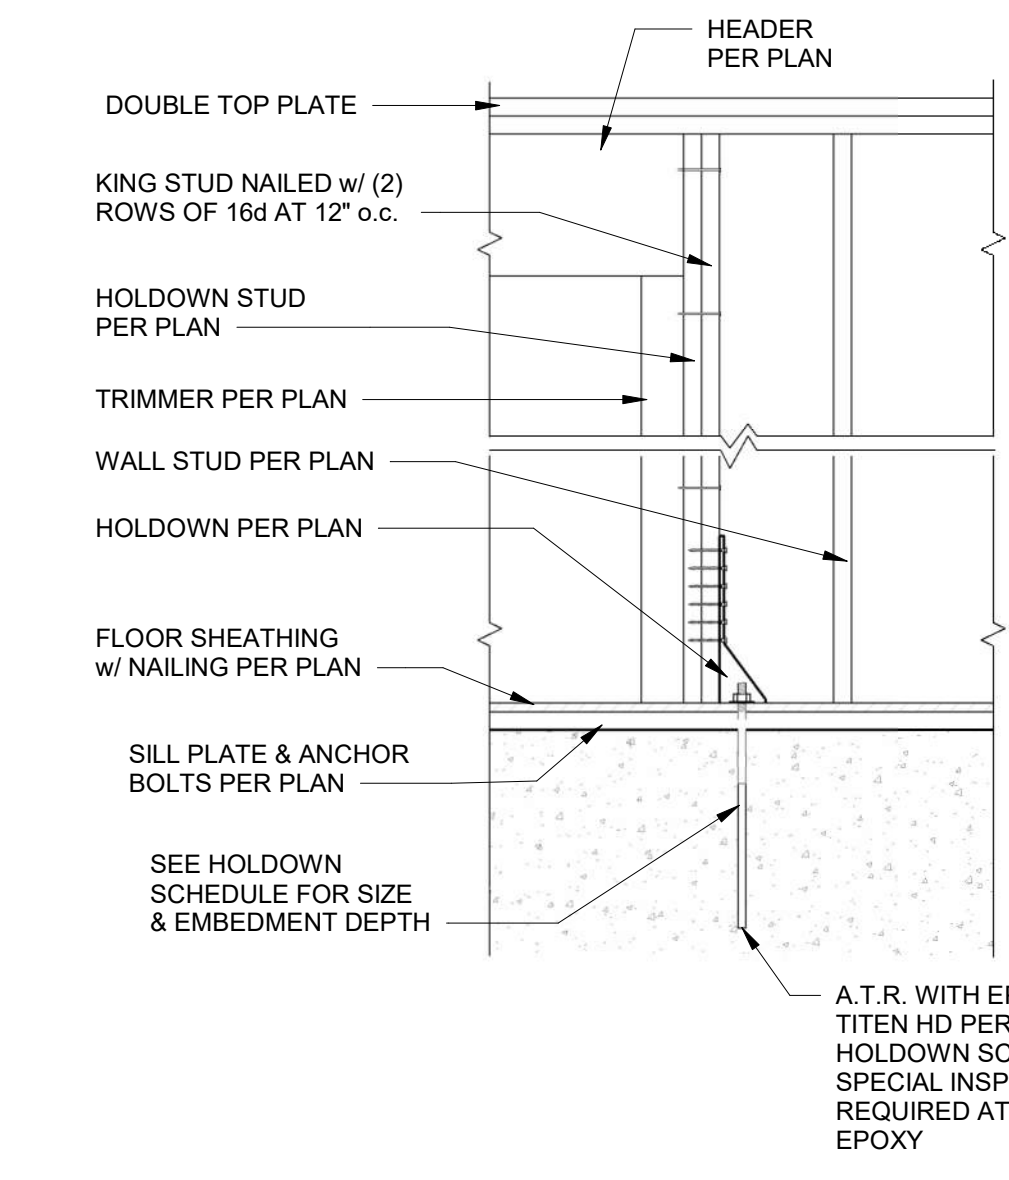 HEADER
PER PLAN
DOUBLE TOP PLATE
KING STUD NAILED w/ (2)
ROWS OF 16d AT 12" o.c.
HOLDOWN STUD
PER PLAN
TRIMMER PER PLAN
WALL STUD PER PLAN
HOLDOWN PER PLAN
FLOOR SHEATHING
w/ NAILING PER PLAN
SILL PLATE & ANCHOR
BOLTS PER PLAN
SEE HOLDOWN
SCHEDULE FOR SIZE
& EMBEDMENT DEPTH
A.T.R. WITH
TITEN HD PER
HOLDOWN
SPECIAL
REQUIRED AT
EPOXY